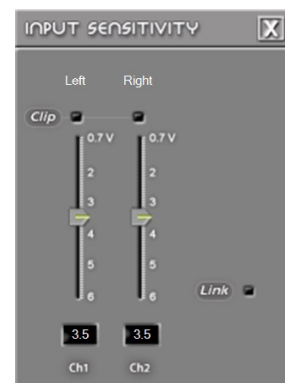 INPUT SENSITIVITY X
Left Right
Clip
0.7 V 0.7 V
2 2
3 3
4 4
5 5
6 6
Link
3.5 3.5
Ch1 Ch2